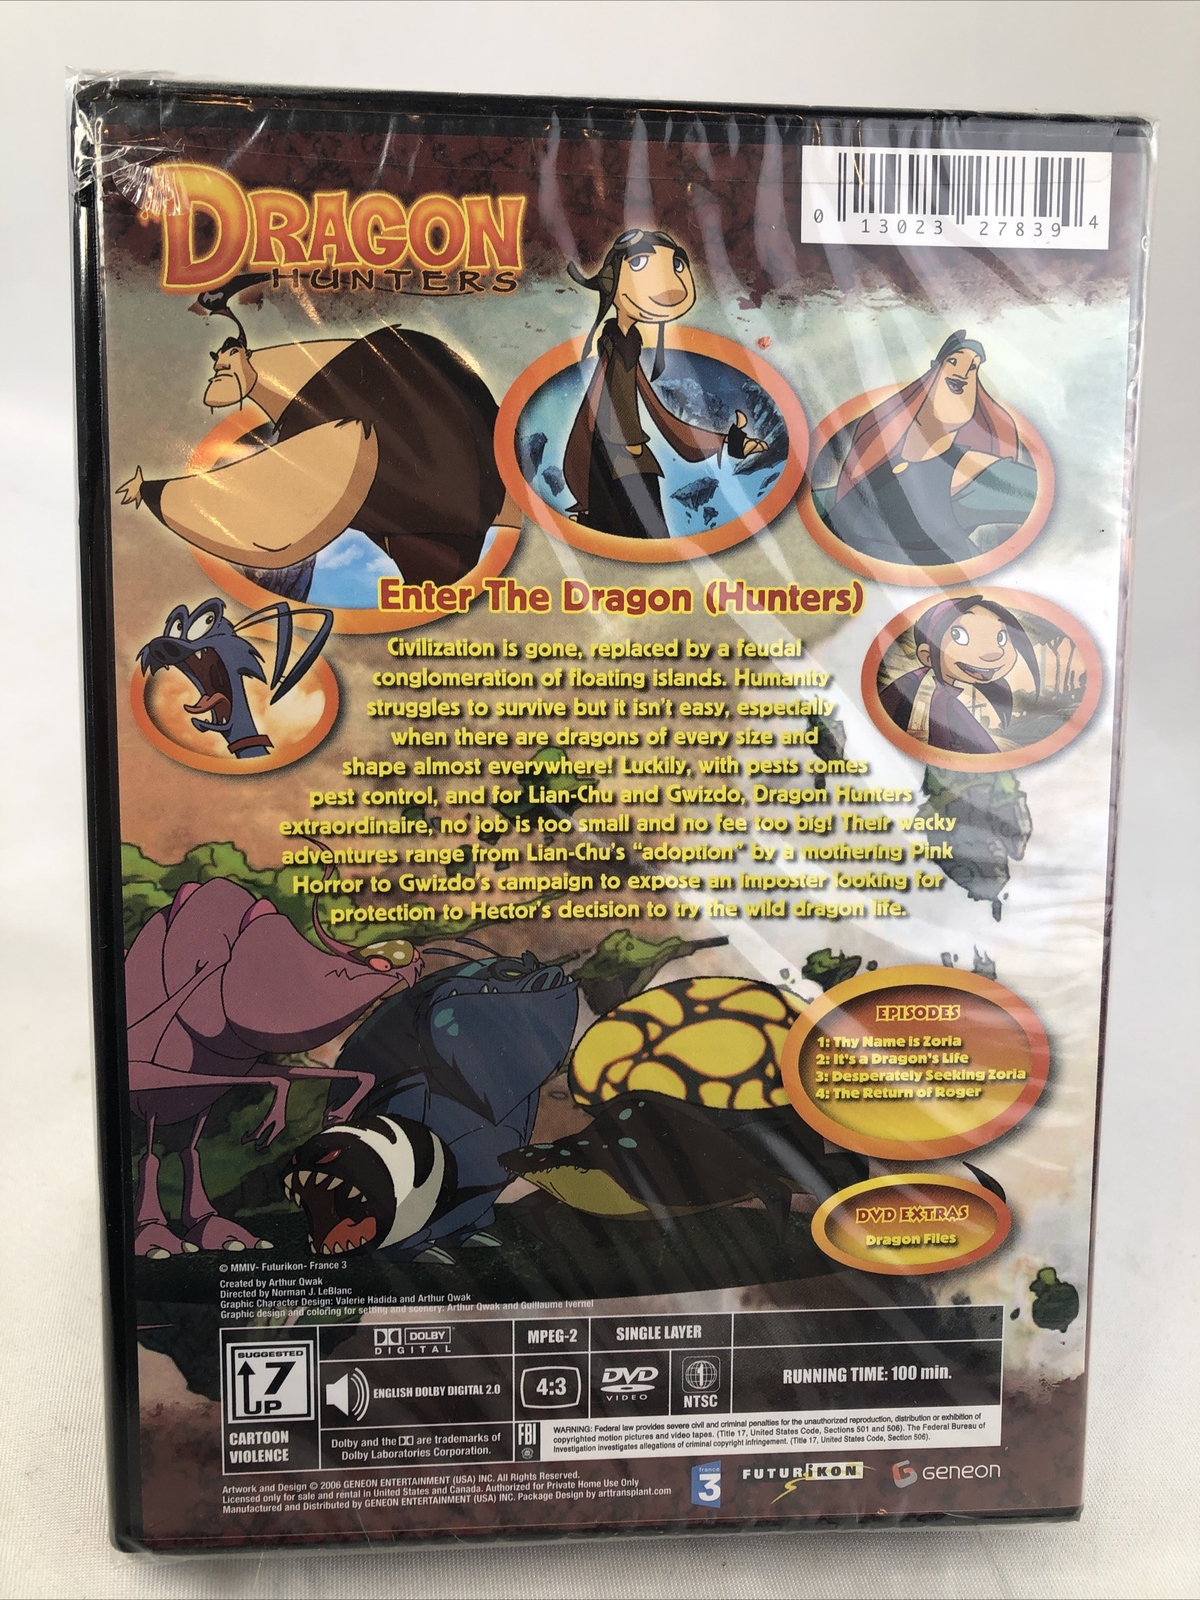 DRAGON
HUNTERS
0 13023 27839 4
Enter The Dragon (Hunters)
Civilization is gone, replaced by a feudal
conglomeration of floating islands. Humanity
struggles to survive but it isn't easy, especially
when there are dragons of every size and
shape almost everywhere! Luckily, with pests comes
pest control, and for Lian-Chu and Gwizdo, Dragon Hunters
extraordinaire, no job is too small and no fee too big! Their wacky
adventures range from Lian-Chu's "adoption" by a mothering Pink
Horror to Gwizdo's campaign to expose an imposter looking for
protection to Hector's decision to try the wild dragon life.
EPISODES
1: Thy Name is Zoria
2: It's a Dragon's Life
3: Desperately Seeking Zoria
4: The Return of Roger
DVD EXTRAS
Dragon Files
© MMIV- Futurikon- France 3
Created by Arthur Qwak
Directed by Norman J. LeBlanc
Graphic Character Design: Valerie Hadida and Arthur Qwak
Graphic design and coloring for setting and scenery: Arthur Qwak and Guillaume Ivernel
SUGGESTED
7
UP
CARTOON
VIOLENCE
DOLBY
DIGITAL
MPEG-2
SINGLE LAYER
ENGLISH DOLBY DIGITAL 2.0
4:3
DVD
VIDEO
NTSC
RUNNING TIME: 100 min.
Dolby and the DD are trademarks of
Dolby Laboratories Corporation.
FBI
WARNING: Federal law provides severe civil and criminal penalties for the unauthorized reproduction, distribution or exhibition of
copyrighted motion pictures and video tapes. (Title 17, United States Code, Sections 501 and 506). The Federal Bureau of
Investigation investigates allegations of criminal copyright infringement. (Title 17, United States Code, Section 506).
Artwork and Design © 2006 GENEON ENTERTAINMENT (USA) INC. All Rights Reserved.
Licensed only for sale and rental in United States and Canada. Authorized for Private Home Use Only
Manufactured and Distributed by GENEON ENTERTAINMENT (USA) INC. Package Design by arttransplant.com
france
3
FUTURIKON
GENEON